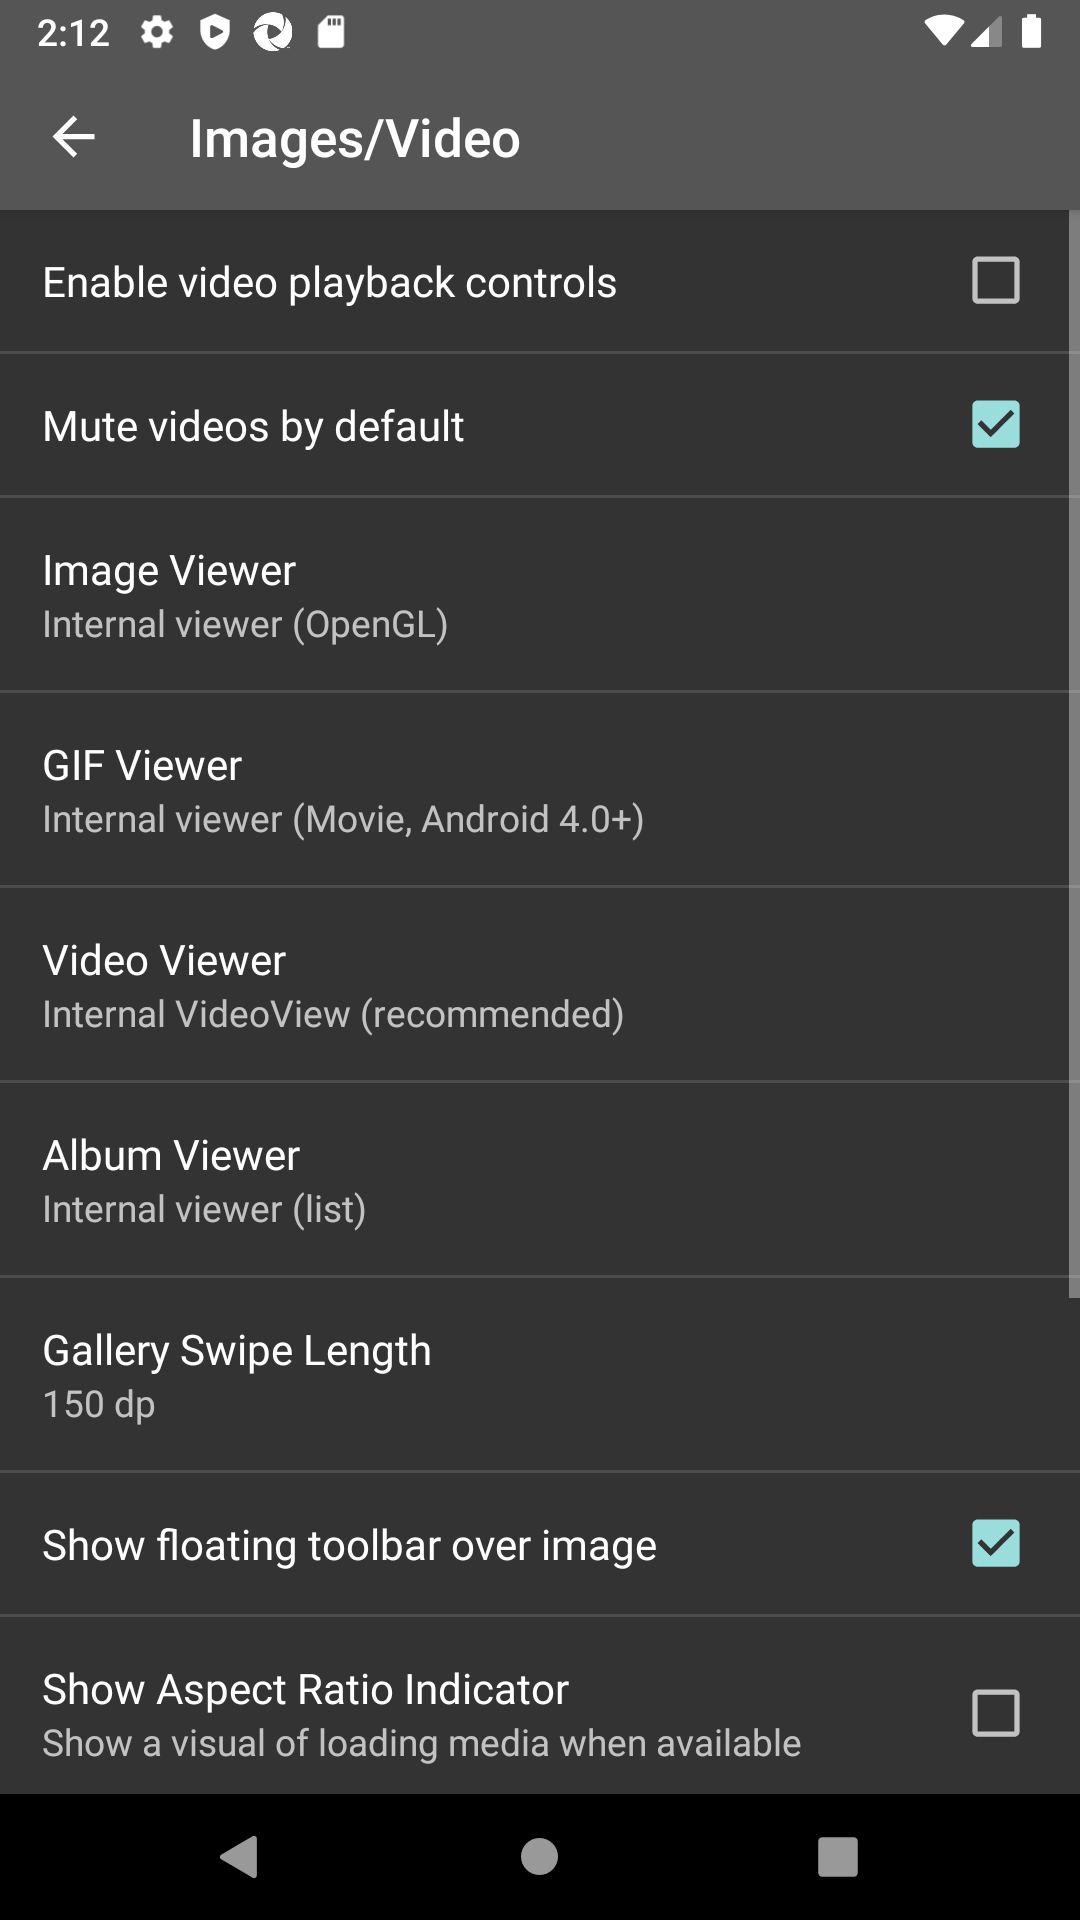 2:12
Images/Video
Enable video playback controls
Mute videos by default
Image Viewer
Internal viewer (OpenGL)
GIF Viewer
Internal viewer (Movie, Android 4.0+)
Video Viewer
Internal VideoView (recommended)
Album Viewer
Internal viewer (list)
Gallery Swipe Length
150 dp
Show floating toolbar over image
Show Aspect Ratio Indicator
Show a visual of loading media when available